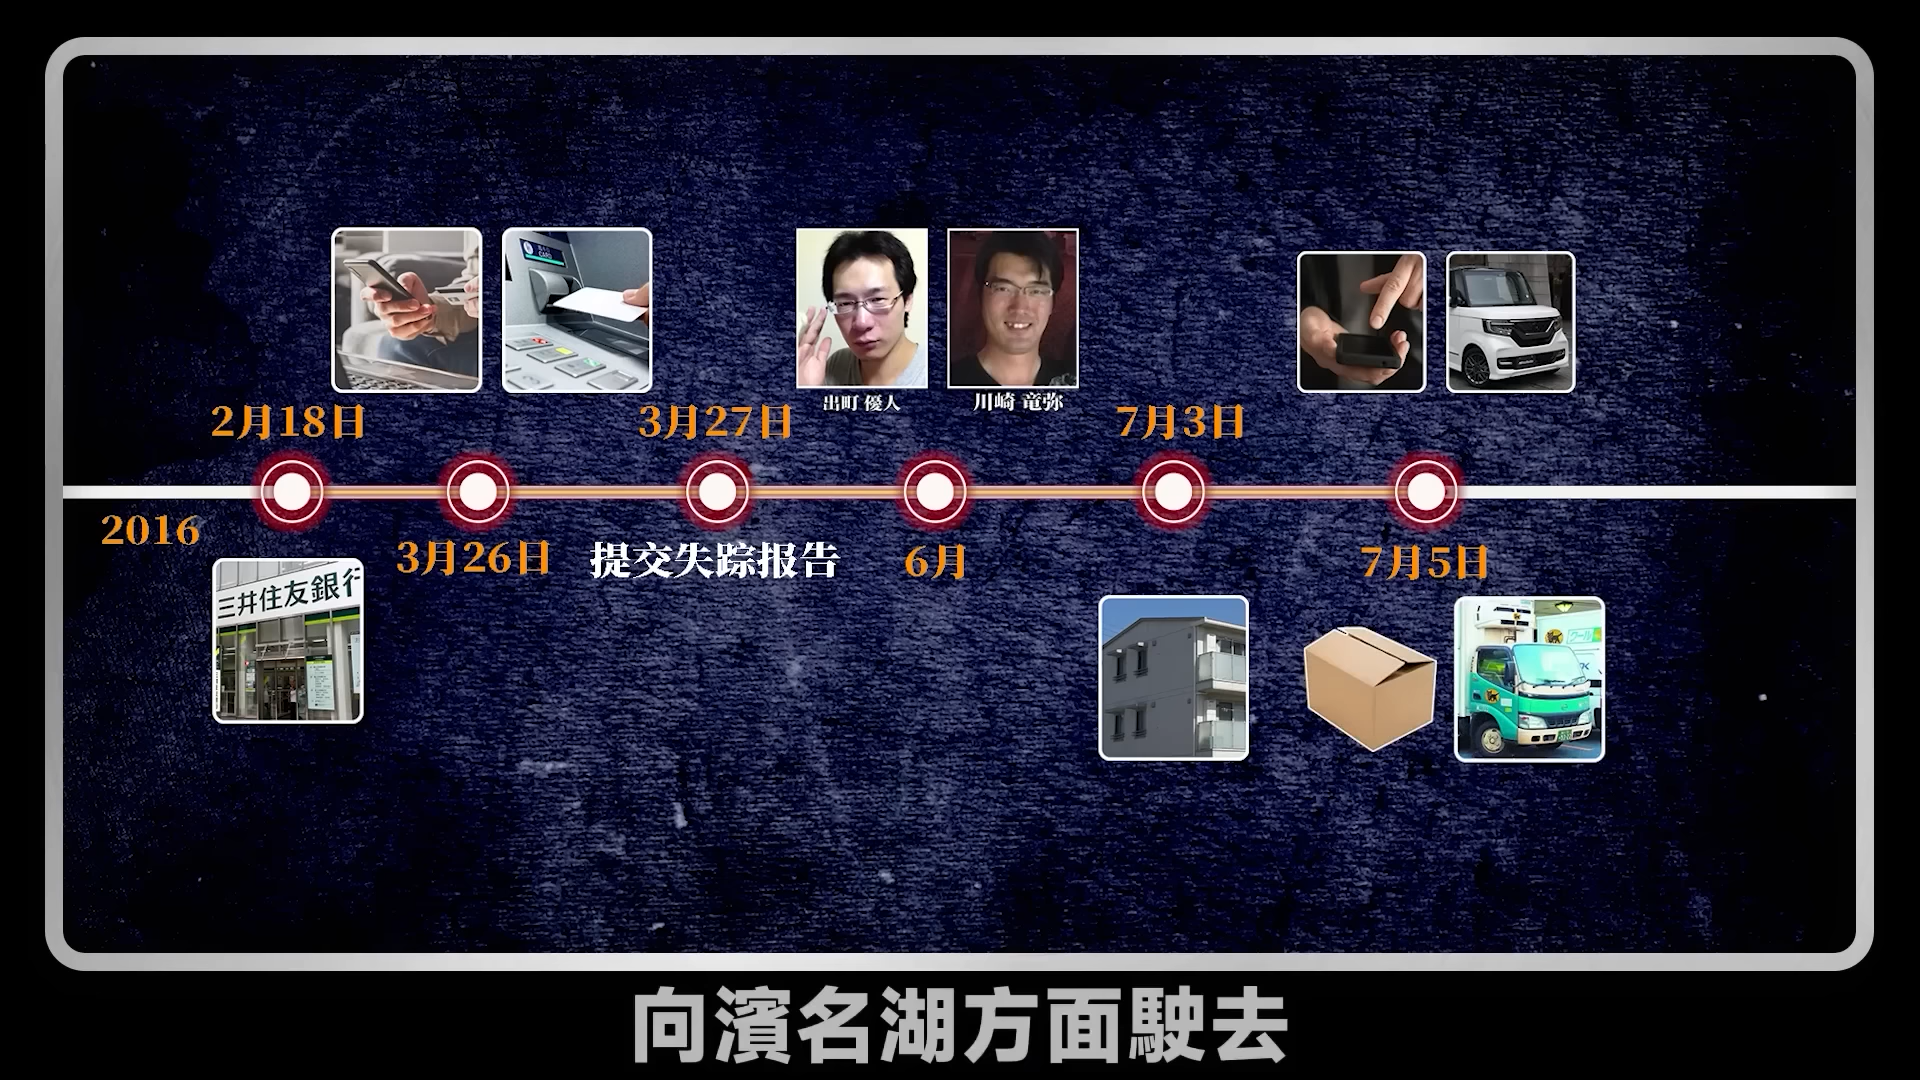 出町 優人
川崎 竜弥
2月18日
3月27日
7月3日
2016
3月26日
提交失踪报告
6月
7月5日
三井住友銀行
向濱名湖方面駛去